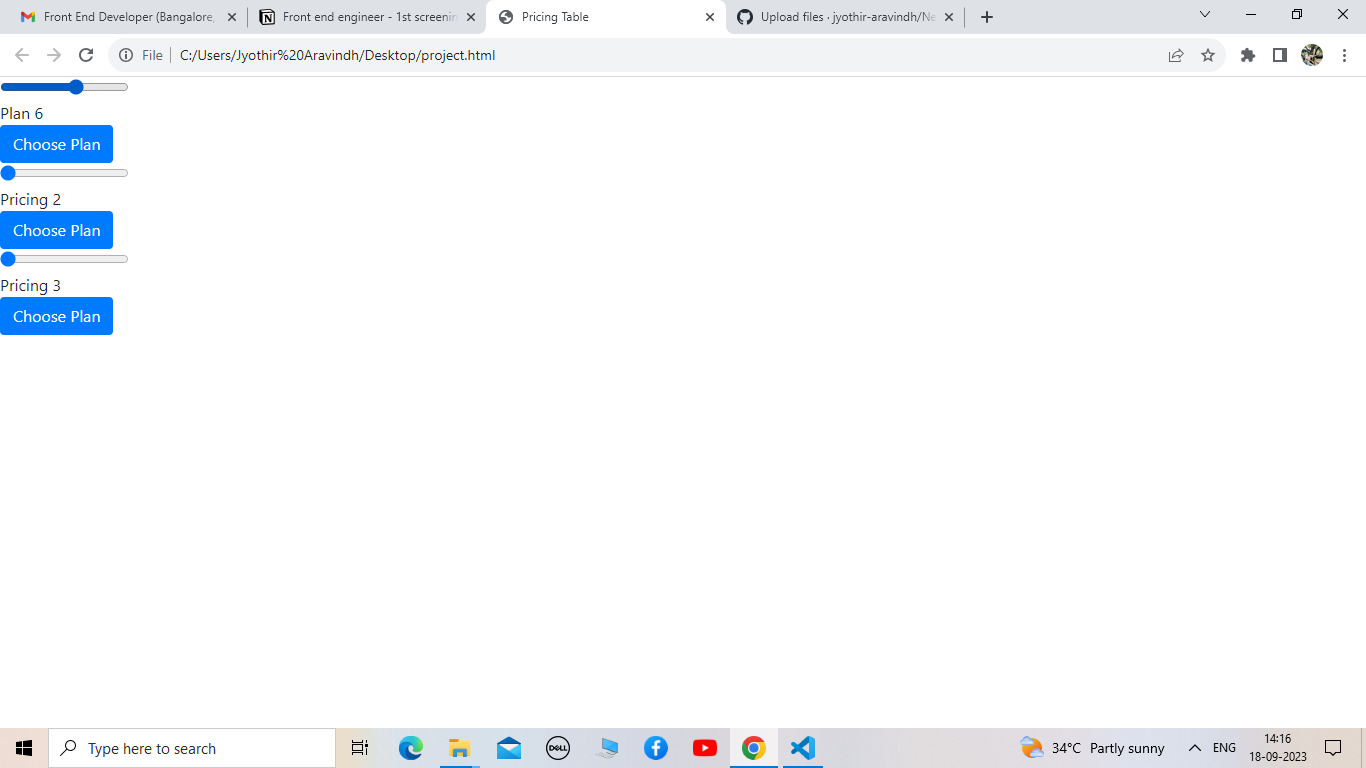 Front End Developer (Bangalore,
Front end engineer - 1st screenin
Pricing Table
Upload files · jyothir-aravindh/Ne
File
C:/Users/Jyothir%20Aravindh/Desktop/project.html
Plan 6
Choose Plan
Pricing 2
Choose Plan
Pricing 3
Choose Plan
Type here to search
DELL
34°C Partly sunny
ENG
14:16
18-09-2023